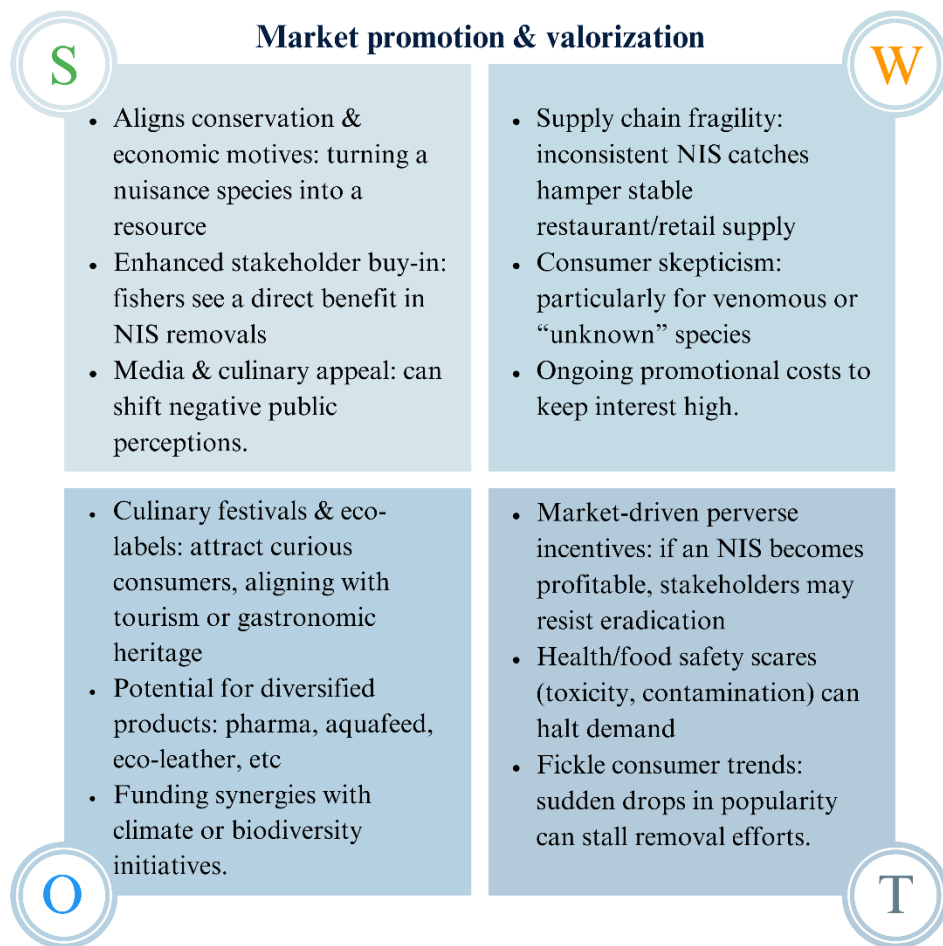 Market promotion & valorization
S
• Aligns conservation &
economic motives: turning a
nuisance species into a
resource
• Enhanced stakeholder buy-in:
fishers see a direct benefit in
NIS removals
• Media & culinary appeal: can
shift negative public
perceptions.
W
• Supply chain fragility:
inconsistent NIS catches
hamper stable
restaurant/retail supply
• Consumer skepticism:
particularly for venomous or
“unknown” species
• Ongoing promotional costs to
keep interest high.
• Culinary festivals & eco-
labels: attract curious
consumers, aligning with
tourism or gastronomic
heritage
• Potential for diversified
products: pharma, aquafeed,
eco-leather, etc
• Funding synergies with
climate or biodiversity
initiatives.
O
• Market-driven perverse
incentives: if an NIS becomes
profitable, stakeholders may
resist eradication
• Health/food safety scares
(toxicity, contamination) can
halt demand
• Fickle consumer trends:
sudden drops in popularity
can stall removal efforts.
T